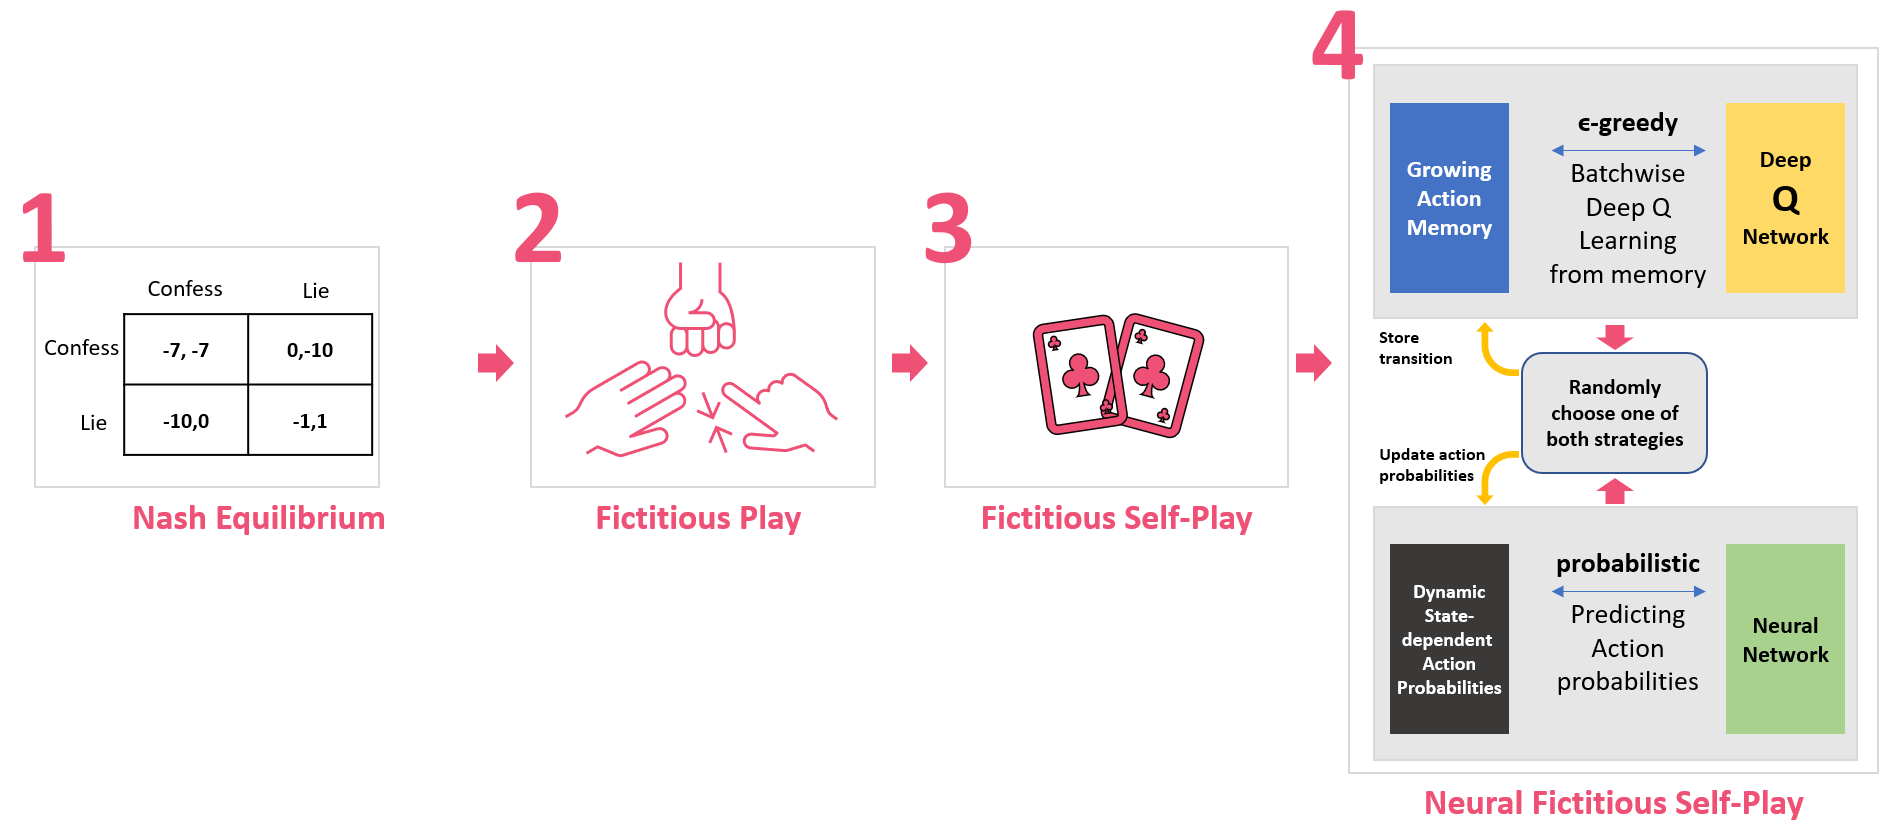 1
Confess Lie
Confess -7, -7 0,-10
Lie -10,0 -1,1
Nash Equilibrium
2
Fictitious Play
3
Fictitious Self-Play
4
Growing
Action
Memory
ϵ-greedy
Batchwise
Deep Q
Learning
from memory
Deep
Q
Network
Store
transition
Randomly
choose one of
both strategies
Update action
probabilities
Dynamic
State-
dependent
Action
Probabilities
probabilistic
Predicting
Action
probabilities
Neural
Network
Neural Fictitious Self-Play